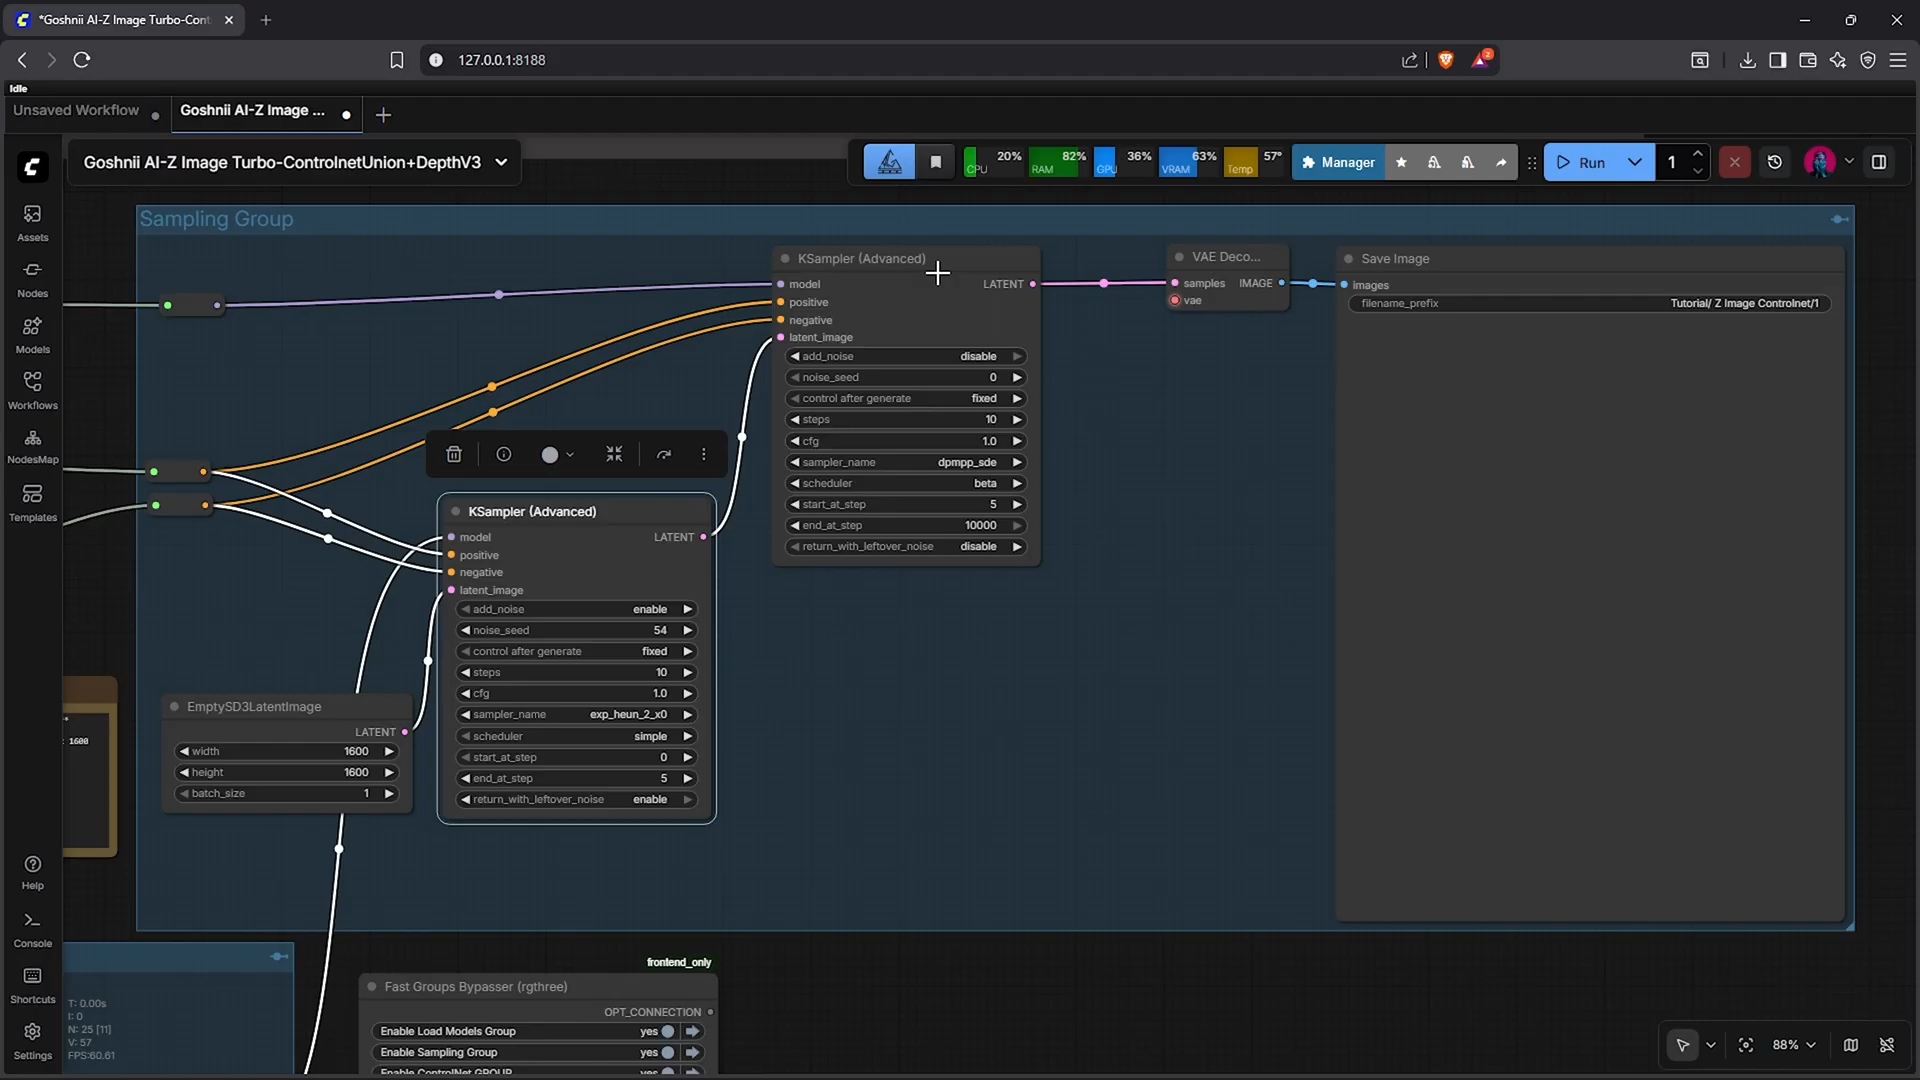 *Goshnii AI-Z Image Turbo-Cont
127.0.0.1:8188
2
Idle
Unsaved Workflow
Goshnii AI-Z Image ...
Goshnii AI-Z Image Turbo-ControlnetUnion+DepthV3
CPU 20%
RAM 82%
GPU 36%
VRAM 63%
Temp 57°
Manager
Run
1
Assets
Nodes
Models
Workflows
NodesMap
Templates
Help
Console
Shortcuts
Settings
Sampling Group
KSampler (Advanced)
model LATENT
positive
negative
latent_image
add_noise disable
noise_seed 0
control after generate fixed
steps 10
cfg 1.0
sampler_name dpmpp_sde
scheduler beta
start_at_step 5
end_at_step 10000
return_with_leftover_noise disable
VAE Deco...
samples IMAGE
vae
Save Image
images
filename_prefix Tutorial/ Z Image Controlnet/1
KSampler (Advanced)
model LATENT
positive
negative
latent_image
add_noise enable
noise_seed 54
control after generate fixed
steps 10
cfg 1.0
sampler_name exp_heun_2_x0
scheduler simple
start_at_step 0
end_at_step 5
return_with_leftover_noise enable
EmptySD3LatentImage
LATENT
width 1600
height 1600
batch_size 1
1600
T: 0.00s
I: 0
N: 25 [11]
V: 57
FPS:60.61
frontend_only
Fast Groups Bypasser (rgthree)
OPT_CONNECTION
Enable Load Models Group yes
Enable Sampling Group yes
Enable ControlNET GROUP yes
88%